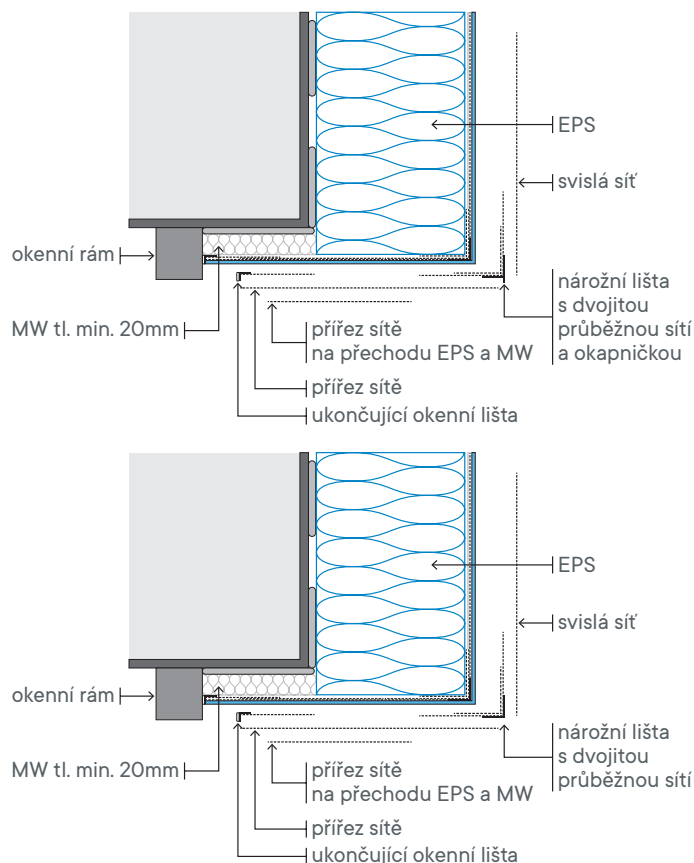 EPS
svislá síť
okenní rám
nárožní lišta
s dvojitou
průběžnou sítí
a okapničkou
MW tl. min. 20mm
přířez sítě
na přechodu EPS a MW
přířez sítě
ukončující okenní lišta
EPS
svislá síť
okenní rám
nárožní lišta
s dvojitou
průběžnou sítí
MW tl. min. 20mm
přířez sítě
na přechodu EPS a MW
přířez sítě
ukončující okenní lišta